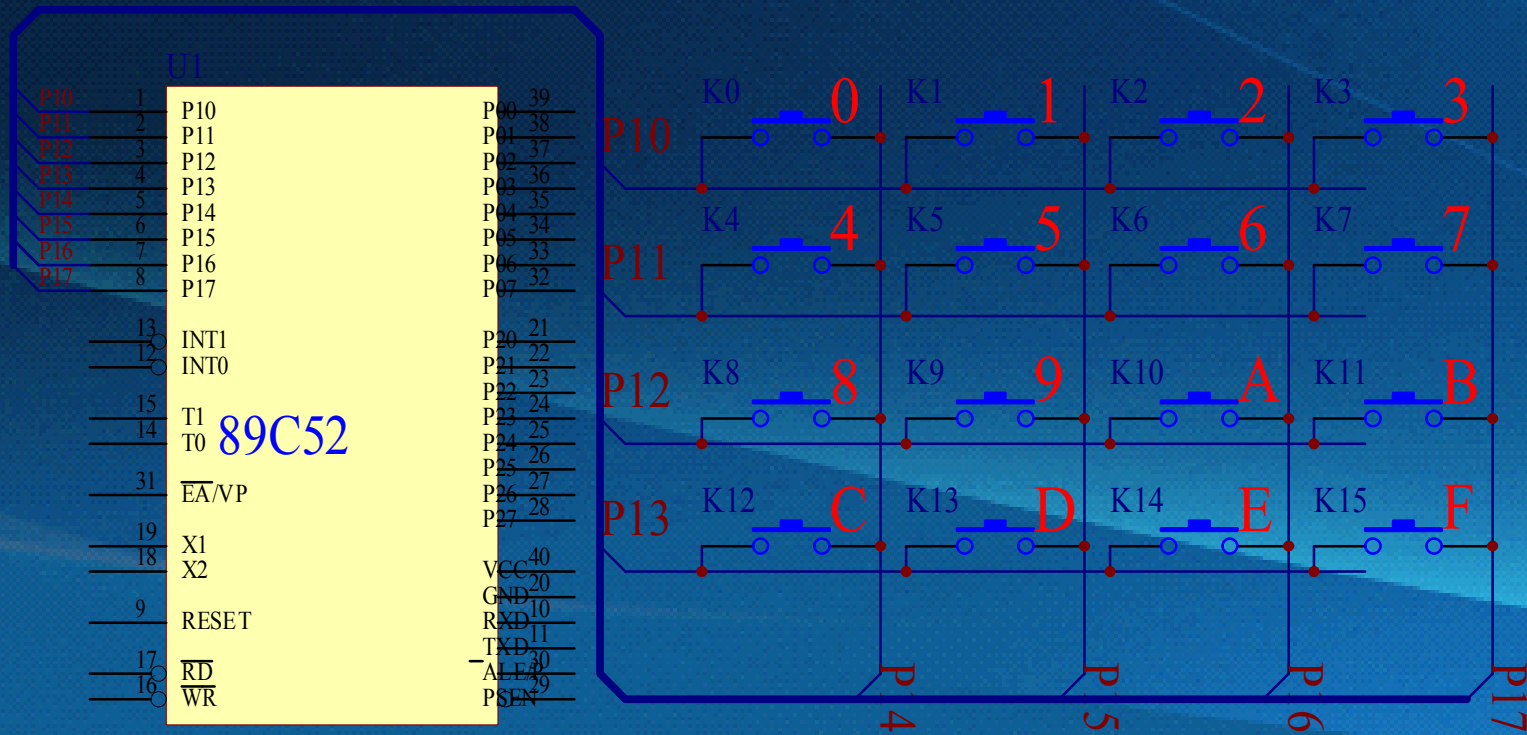 U1
P10 1 P10 P00 39
P11 2 P11 P01 38
P12 3 P12 P02 37
P13 4 P13 P03 36
P14 5 P14 P04 35
P15 6 P15 P05 34
P16 7 P16 P06 33
P17 8 P17 P07 32
13 INT1 P20 21
12 INT0 P21 22
P22 23
15 T1 P23 24
14 T0 P24 25
89C52
P25 26
31 EA/VP P26 27
P27 28
19 X1
18 X2 VCC 40
GND 20
9 RESET RXD 10
TXD 11
17 RD ALE/P 30
16 WR PSEN 29
P10 K0 0 K1 1 K2 2 K3 3
P11 K4 4 K5 5 K6 6 K7 7
P12 K8 8 K9 9 K10 A K11 B
P13 K12 C K13 D K14 E K15 F
P14 P15 P16 P17